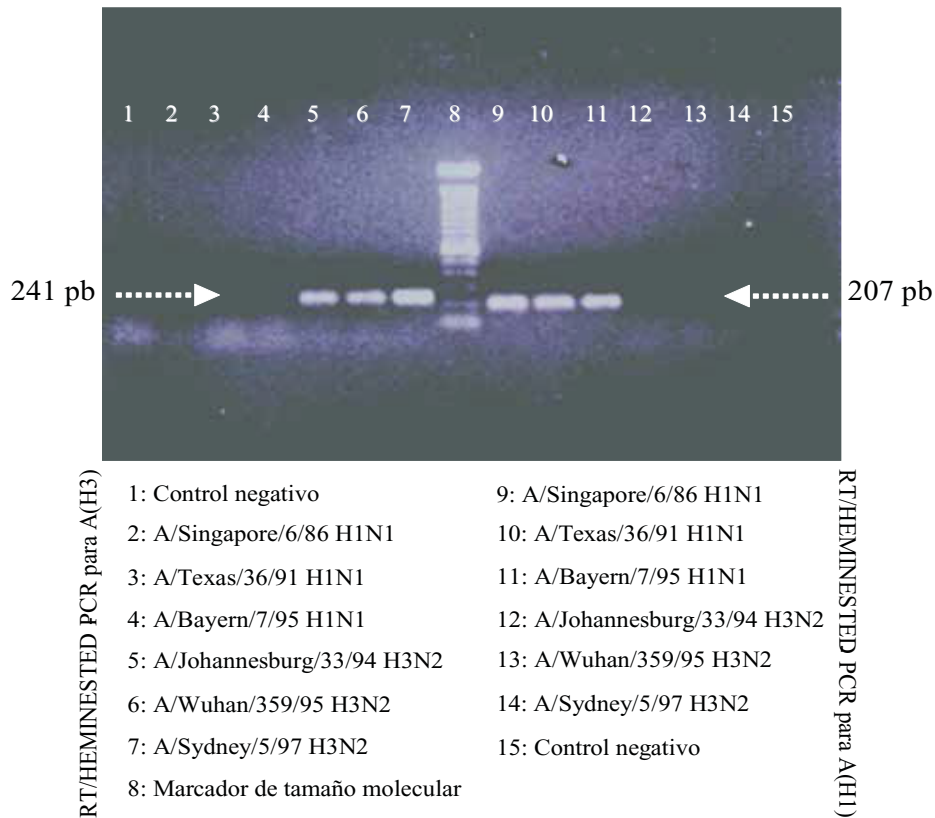 1 2 3 4 5 6 7 8 9 10 11 12 13 14 15
241 pb
207 pb
RT/HEMINESTED PCR para A(H3)
1: Control negativo
2: A/Singapore/6/86 H1N1
3: A/Texas/36/91 H1N1
4: A/Bayern/7/95 H1N1
5: A/Johannesburg/33/94 H3N2
6: A/Wuhan/359/95 H3N2
7: A/Sydney/5/97 H3N2
8: Marcador de tamaño molecular
9: A/Singapore/6/86 H1N1
10: A/Texas/36/91 H1N1
11: A/Bayern/7/95 H1N1
12: A/Johannesburg/33/94 H3N2
13: A/Wuhan/359/95 H3N2
14: A/Sydney/5/97 H3N2
15: Control negativo
RT/HEMINESTED PCR para A(H1)